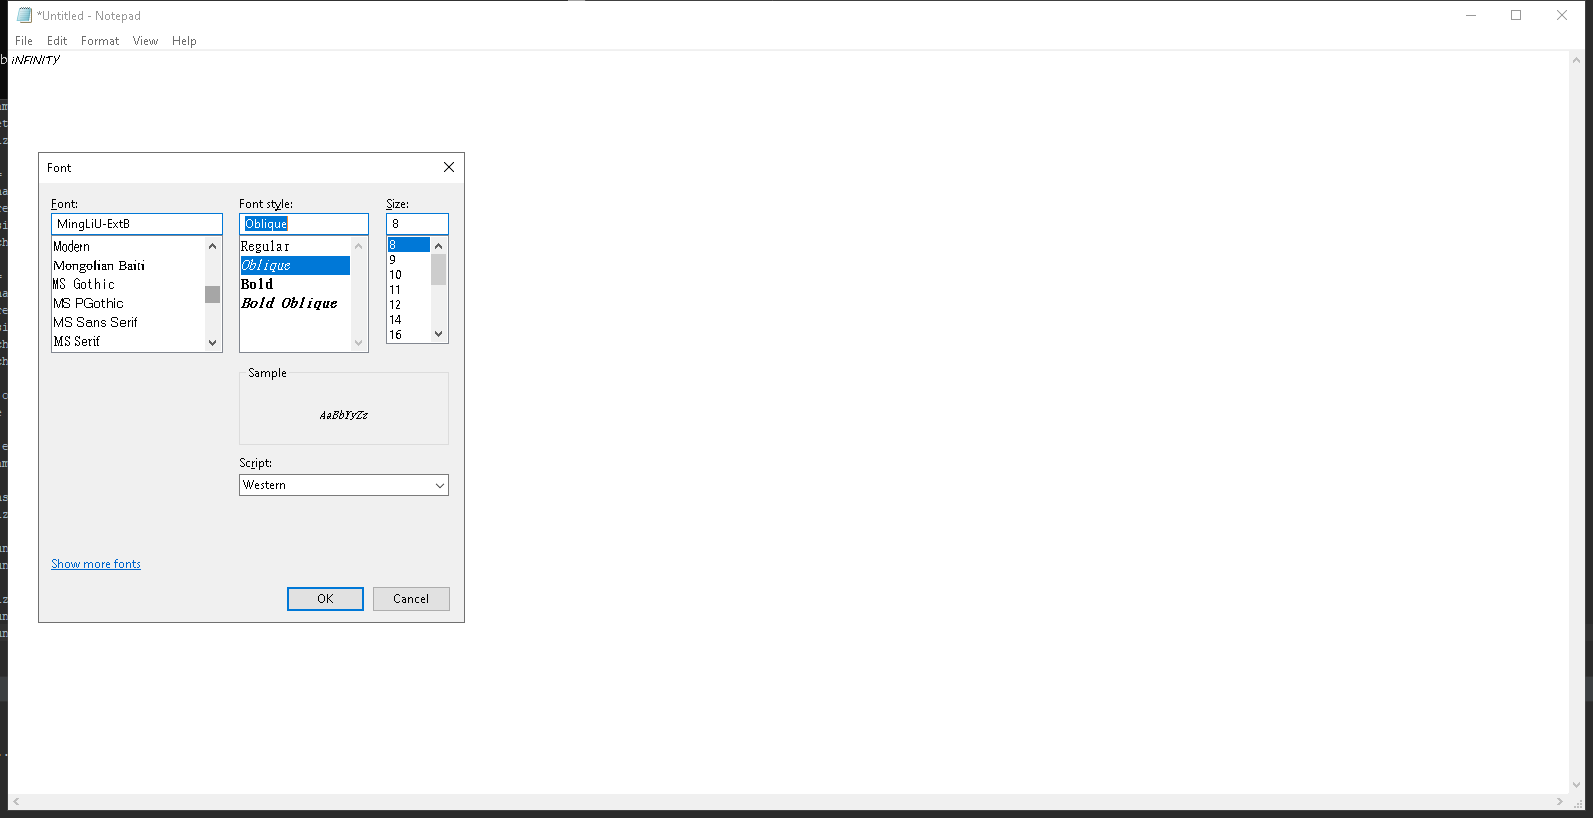 *Untitled - Notepad
File Edit Format View Help
iNFINITY
Font
Font: Font style: Size:
MingLiU-ExtB Oblique 8
Modern Regular 8
Mongolian Baiti Oblique 9
MS Gothic Bold 10
MS PGothic Bold Oblique 11
MS Sans Serif 12
MS Serif 14
16
Sample
AaBbYyZz
Script:
Western
Show more fonts
OK Cancel